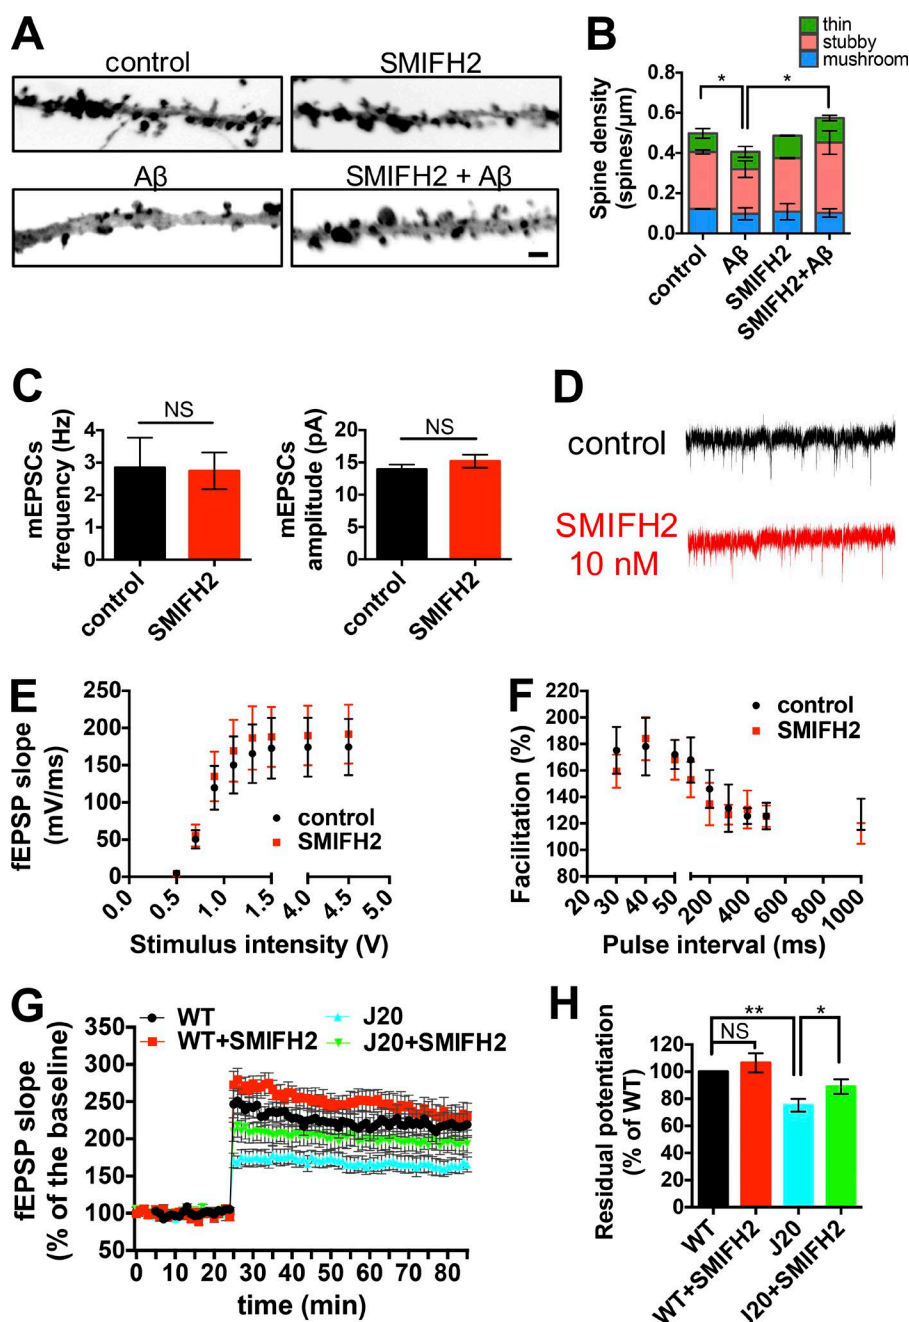 A
control
SMIFH2
Aβ
SMIFH2 + Aβ
B
thin
stubby
mushroom
Spine density
(spines/μm)
0.8
0.6
0.4
0.2
0.0
*
*
control
Aβ
SMIFH2
SMIFH2+Aβ
C
mEPSCs
frequency (Hz)
4
3
2
1
0
NS
control
SMIFH2
mEPSCs
amplitude (pA)
20
15
10
5
0
NS
control
SMIFH2
D
control
SMIFH2
10 nM
E
fEPSP slope
(mV/ms)
250
200
150
100
50
0
control
SMIFH2
0.0
0.5
1.0
1.5
4.0
4.5
5.0
Stimulus intensity (V)
F
Facilitation (%)
220
200
180
160
140
120
100
80
control
SMIFH2
20
30
40
50
200
400
600
800
1000
Pulse interval (ms)
G
WT
WT+SMIFH2
J20
J20+SMIFH2
fEPSP slope
(% of the baseline)
350
300
250
200
150
100
50
0
10
20
30
40
50
60
70
80
time (min)
H
Residual potentiation
(% of WT)
120
100
80
60
40
20
0
NS
**
*
WT
WT+SMIFH2
J20
J20+SMIFH2